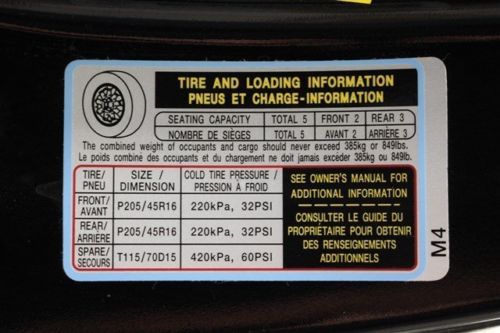 TIRE AND LOADING INFORMATION
PNEUS ET CHARGE-INFORMATION
SEATING CAPACITY TOTAL 5 FRONT 2 REAR 3
NOMBRE DE SIÈGES TOTAL 5 AVANT 2 ARRIÈRE 3
The combined weight of occupants and cargo should never exceed 385kg or 849lbs.
Le poids combiné des occupants et du chargement ne doit jamais exceder 385kg ou 849lb.
TIRE/ SIZE / COLD TIRE PRESSURE /
PNEU DIMENSION PRESSION A FROID
FRONT/
AVANT P205/45R16 220kPa, 32PSI
REAR/
ARRIÈRE P205/45R16 220kPa, 32PSI
SPARE/
SECOURS T115/70D15 420kPa, 60PSI
SEE OWNER'S MANUAL FOR
ADDITIONAL INFORMATION
CONSULTER LE GUIDE DU
PROPRIÉTAIRE POUR OBTENIR
DES RENSEIGNEMENTS
ADDITIONNELS
M4